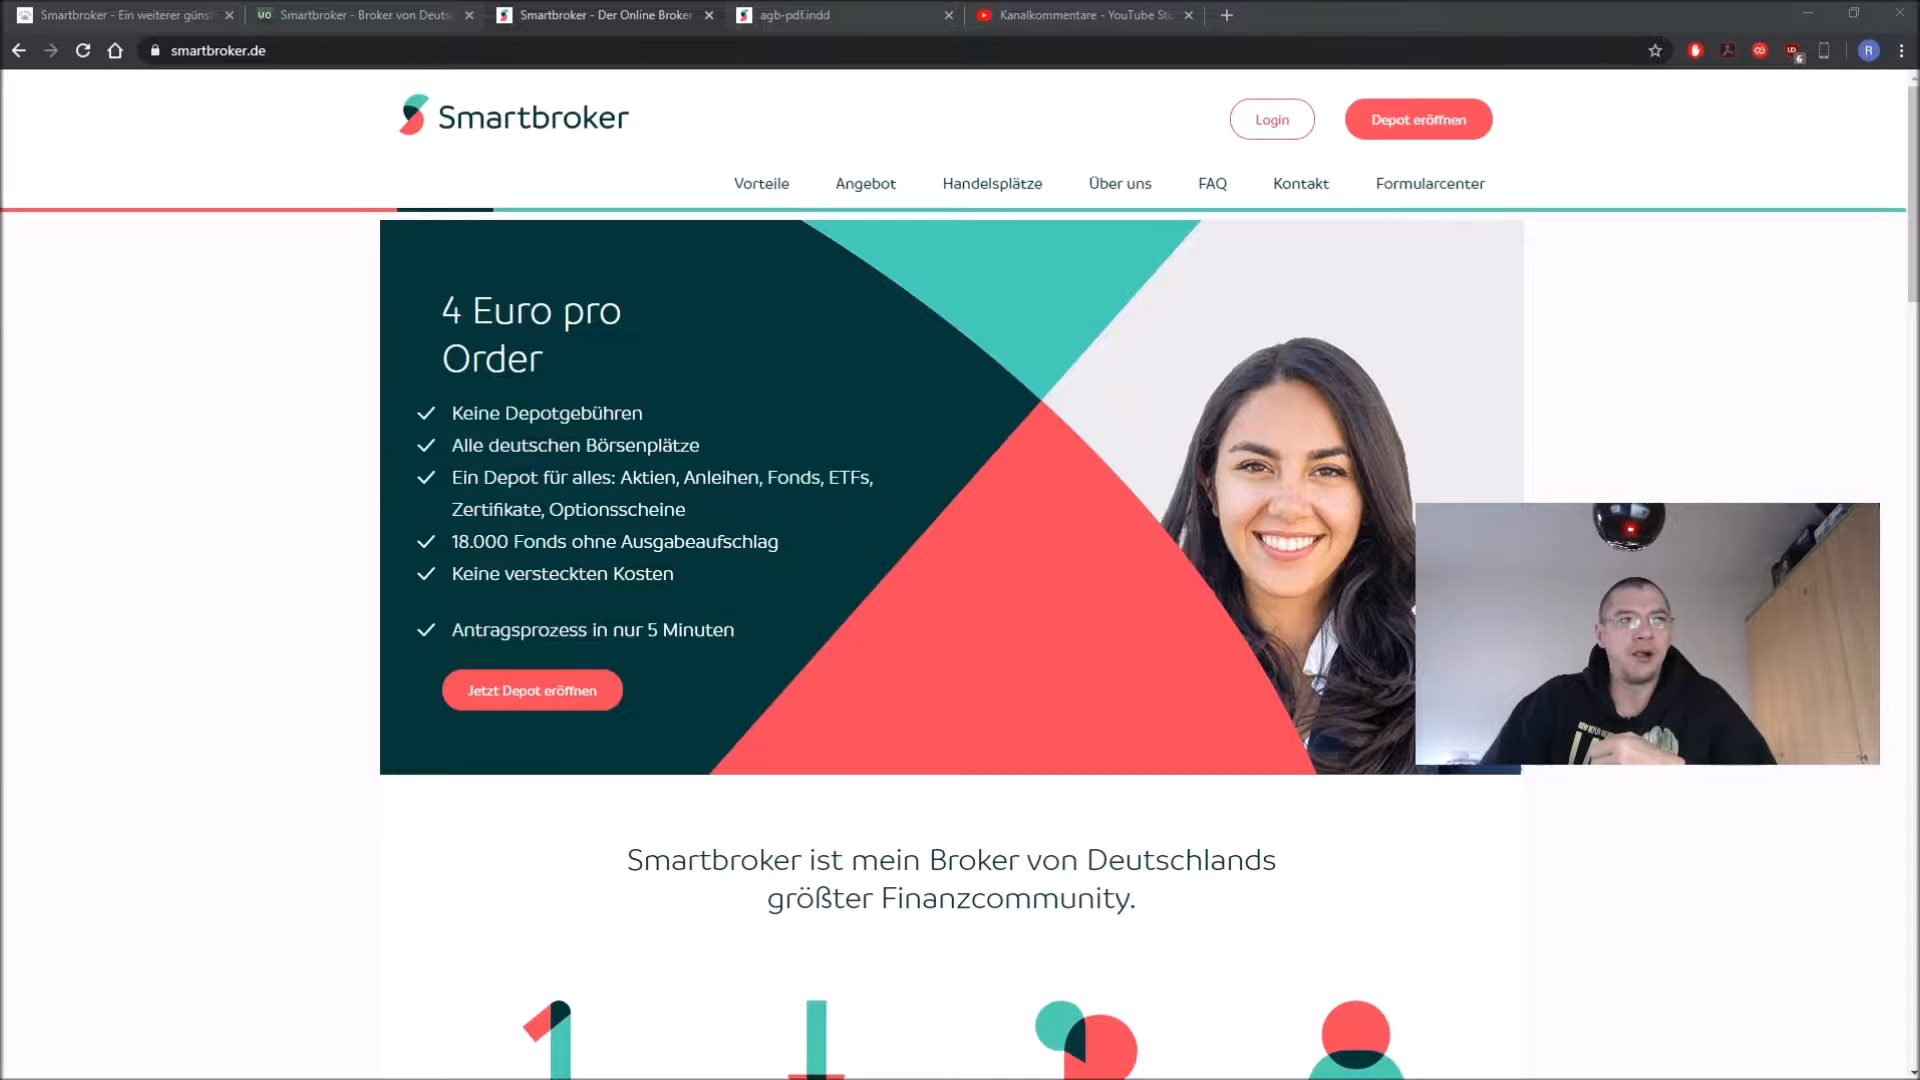 Smartbroker - Ein weiterer günst
Smartbroker - Broker von Deuts
Smartbroker - Der Online Broker
agb-pdf.indd
Kanalkommentare - YouTube Stu
smartbroker.de
R
6
Smartbroker
Login
Depot eröffnen
Vorteile
Angebot
Handelsplätze
Über uns
FAQ
Kontakt
Formularcenter
4 Euro pro
Order
Keine Depotgebühren
Alle deutschen Börsenplätze
Ein Depot für alles: Aktien, Anleihen, Fonds, ETFs,
Zertifikate, Optionsscheine
18.000 Fonds ohne Ausgabeaufschlag
Keine versteckten Kosten
Antragsprozess in nur 5 Minuten
Jetzt Depot eröffnen
Smartbroker ist mein Broker von Deutschlands
größter Finanzcommunity.